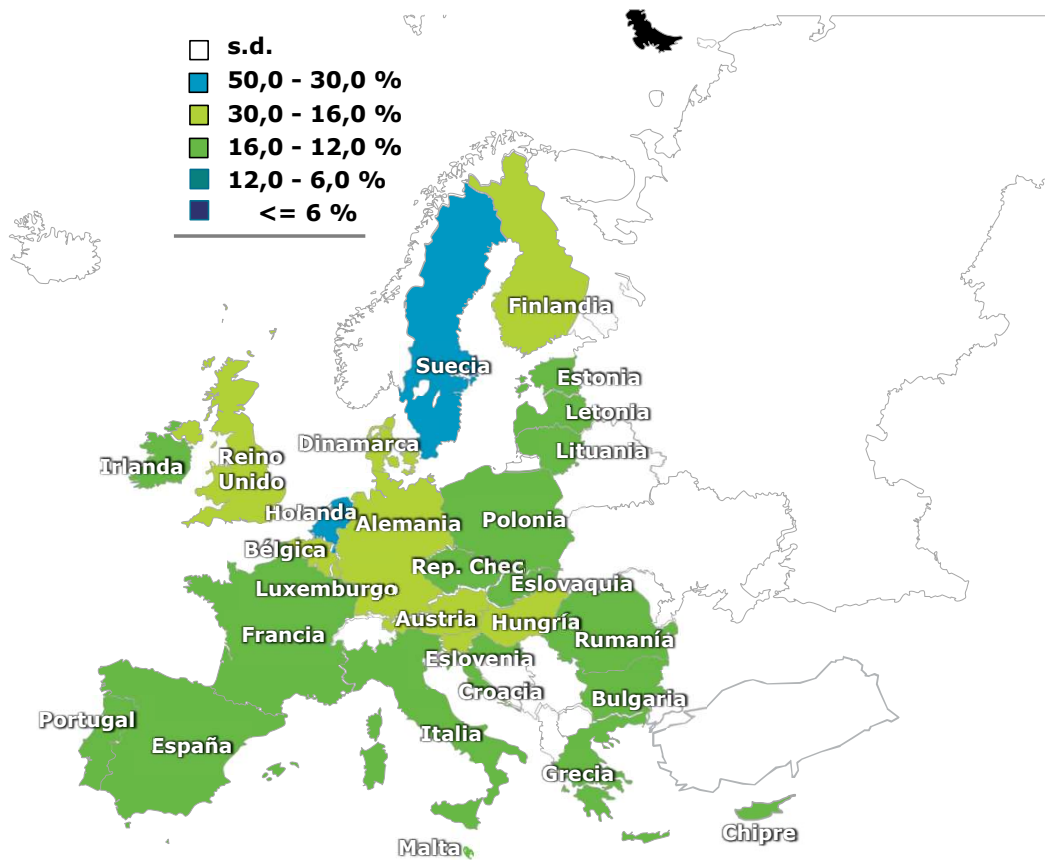 s.d.
50,0 - 30,0 %
30,0 - 16,0 %
16,0 - 12,0 %
12,0 - 6,0 %
<= 6 %
Finlandia
Suecia
Estonia
Letonia
Dinamarca
Lituania
Irlanda
Reino
Unido
Holanda
Alemania
Polonia
Bélgica
Rep. Chec
Eslovaquia
Luxemburgo
Austria
Hungría
Francia
Rumanía
Eslovenia
Croacia
Bulgaria
Portugal
España
Italia
Grecia
Chipre
Malta